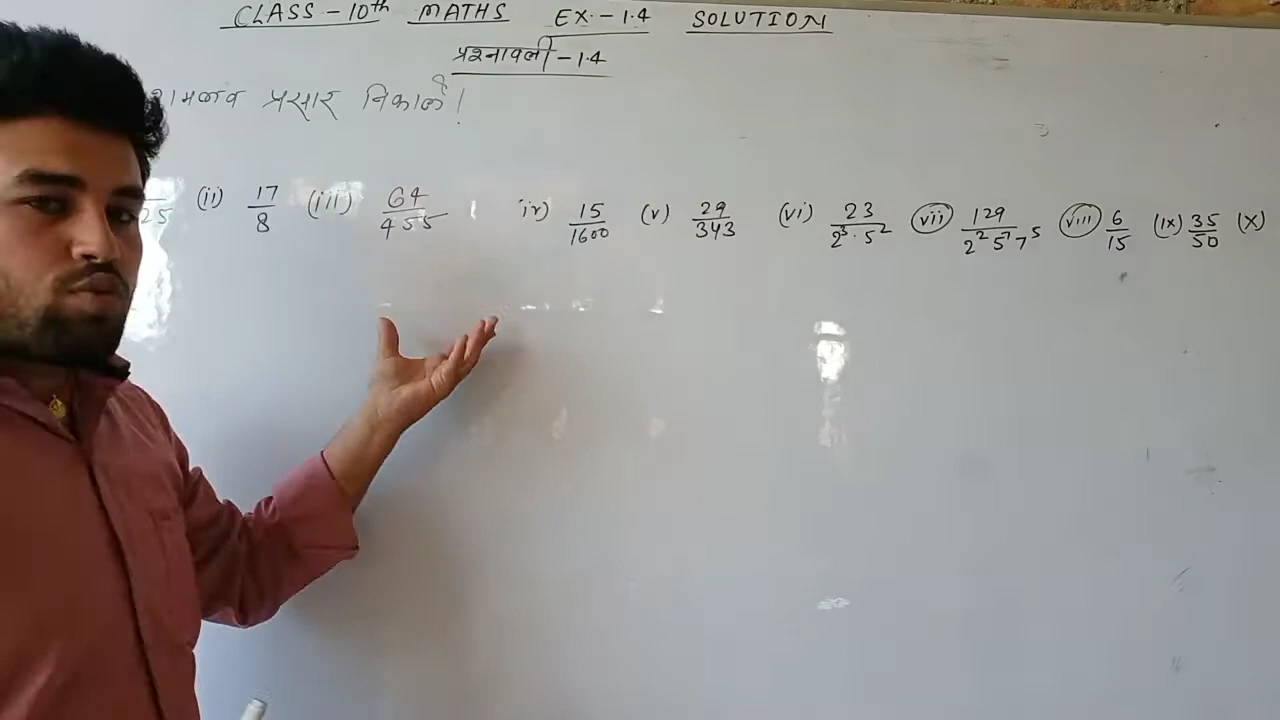 CLASS - 10th MATHS EX.- 1.4 SOLUTION
प्रश्नावली - 1.4
प्रसार निकालें!
25 (ii) 17/8 (iii) 64/455 iv) 15/1600 (v) 29/343 (vi) 23/2³·5² (vii) 129/2²5⁷7⁵ (viii) 6/15 (ix) 35/50 (x)